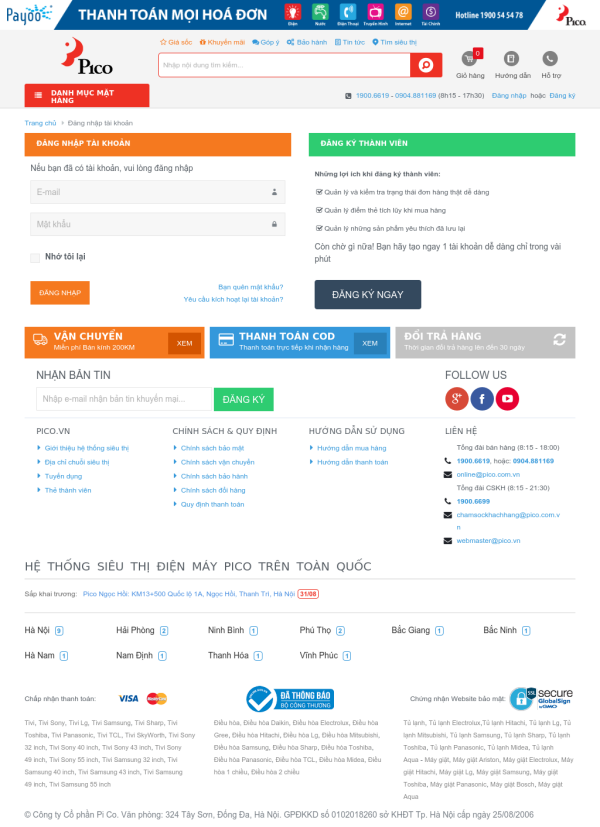 Payoo THANH TOÁN MỌI HOÁ ĐƠN Điện Nước Điện Thoại Truyền Hình Internet Tài Chính Hotline 1900 54 54 78 Pico
Pico
Giá sốc Khuyến mãi Góp ý Bảo hành Tin tức Tìm siêu thị
Nhập nội dung tìm kiếm...
0
Giỏ hàng Hướng dẫn Hỗ trợ
DANH MỤC MẶT HÀNG
1900.6619 - 0904.881169 (8h15 - 17h30) Đăng nhập hoặc Đăng ký
Trang chủ Đăng nhập tài khoản
ĐĂNG NHẬP TÀI KHOẢN
Nếu bạn đã có tài khoản, vui lòng đăng nhập
E-mail
Mật khẩu
Nhớ tôi lại
ĐĂNG NHẬP
Bạn quên mật khẩu?
Yêu cầu kích hoạt lại tài khoản?
ĐĂNG KÝ THÀNH VIÊN
Những lợi ích khi đăng ký thành viên:
Quản lý và kiểm tra trạng thái đơn hàng thật dễ dàng
Quản lý điểm thẻ tích lũy khi mua hàng
Quản lý những sản phẩm yêu thích đã lưu lại
Còn chờ gì nữa! Bạn hãy tạo ngay 1 tài khoản dễ dàng chỉ trong vài
phút
ĐĂNG KÝ NGAY
VẬN CHUYỂN
Miễn phí Bán kính 200KM
XEM
THANH TOÁN COD
Thanh toán trực tiếp khi nhận hàng
XEM
ĐỔI TRẢ HÀNG
Thời gian đổi trả hàng lên đến 30 ngày
NHẬN BẢN TIN
Nhập e-mail nhận bản tin khuyến mại...
ĐĂNG KÝ
FOLLOW US
PICO.VN
Giới thiệu hệ thống siêu thị
Địa chỉ chuỗi siêu thị
Tuyển dụng
Thẻ thành viên
CHÍNH SÁCH & QUY ĐỊNH
Chính sách bảo mật
Chính sách vận chuyển
Chính sách bảo hành
Chính sách đổi hàng
Quy định thanh toán
HƯỚNG DẪN SỬ DỤNG
Hướng dẫn mua hàng
Hướng dẫn thanh toán
LIÊN HỆ
Tổng đài bán hàng (8:15 - 18:00)
1900.6619, hoặc: 0904.881169
online@pico.com.vn
Tổng đài CSKH (8:15 - 21:30)
1900.6699
chamsockhachhang@pico.com.v
n
webmaster@pico.vn
HỆ THỐNG SIÊU THỊ ĐIỆN MÁY PICO TRÊN TOÀN QUỐC
Sắp khai trương: Pico Ngọc Hồi: KM13+500 Quốc lộ 1A, Ngọc Hồi, Thanh Trì, Hà Nội 31/08
Hà Nội 9 Hải Phòng 2 Ninh Bình 1 Phú Thọ 2 Bắc Giang 1 Bắc Ninh 1
Hà Nam 1 Nam Định 1 Thanh Hóa 1 Vĩnh Phúc 1
Chấp nhận thanh toán: VISA MasterCard
ĐÃ THÔNG BÁO
BỘ CÔNG THƯƠNG
Chứng nhận Website bảo mật: SSL secure GlobalSign by GMO
Tivi, Tivi Sony, Tivi Lg, Tivi Samsung, Tivi Sharp, Tivi
Toshiba, Tivi Panasonic, Tivi TCL, Tivi SkyWorth, Tivi Sony
32 inch, Tivi Sony 40 inch, Tivi Sony 43 inch, Tivi Sony
49 inch, Tivi Sony 55 inch, Tivi Samsung 32 inch, Tivi
Samsung 40 inch, Tivi Samsung 43 inch, Tivi Samsung
49 inch, Tivi Samsung 55 inch
Điều hòa, Điều hòa Daikin, Điều hòa Electrolux, Điều hòa
Gree, Điều hòa Hitachi, Điều hòa Lg, Điều hòa Mitsubishi,
Điều hòa Samsung, Điều hòa Sharp, Điều hòa Toshiba,
Điều hòa Panasonic, Điều hòa TCL, Điều hòa Midea, Điều
hòa 1 chiều, Điều hòa 2 chiều
Tủ lạnh, Tủ lạnh Electrolux,Tủ lạnh Hitachi, Tủ lạnh Lg, Tủ
lạnh Mitsubishi, Tủ lạnh Samsung, Tủ lạnh Sharp, Tủ lạnh
Toshiba, Tủ lạnh Panasonic, Tủ lạnh Midea, Tủ lạnh
Aqua - Máy giặt, Máy giặt Ariston, Máy giặt Electrolux, Máy
giặt Hitachi, Máy giặt Lg, Máy giặt Samsung, Máy giặt
Toshiba, Máy giặt Panasonic, Máy giặt Bosch, Máy giặt
Aqua
© Công ty Cổ phần Pi Co. Văn phòng: 324 Tây Sơn, Đống Đa, Hà Nội. GPĐKKD số 0102018260 sở KHĐT Tp. Hà Nội cấp ngày 25/08/2006